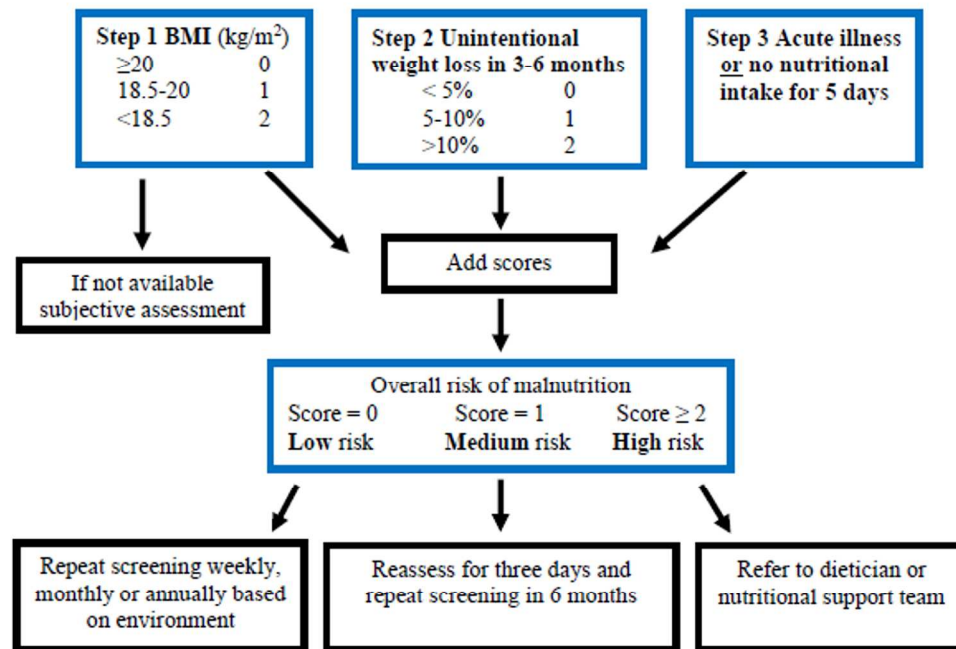 Step 1 BMI (kg/m²)
≥20 0
18.5-20 1
<18.5 2
Step 2 Unintentional
weight loss in 3-6 months
< 5% 0
5-10% 1
>10% 2
Step 3 Acute illness
or no nutritional
intake for 5 days
If not available
subjective assessment
Add scores
Overall risk of malnutrition
Score = 0 Score = 1 Score ≥ 2
Low risk Medium risk High risk
Repeat screening weekly,
monthly or annually based
on environment
Reassess for three days and
repeat screening in 6 months
Refer to dietician or
nutritional support team